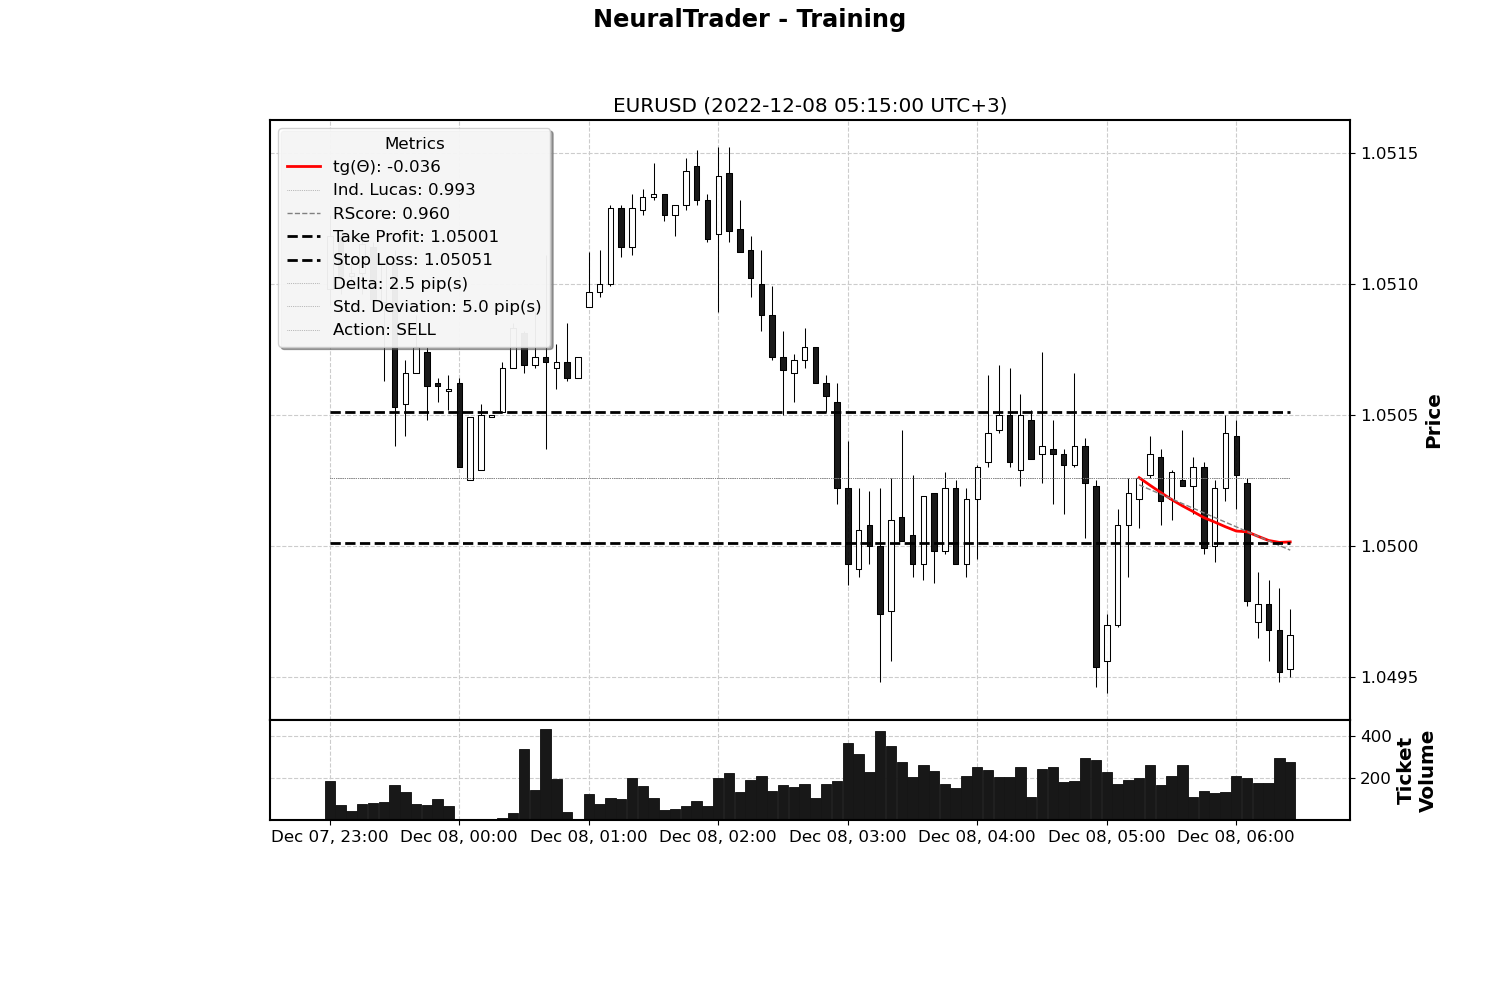 NeuralTrader - Training
EURUSD (2022-12-08 05:15:00 UTC+3)
Metrics
tg(Θ): -0.036
Ind. Lucas: 0.993
RScore: 0.960
Take Profit: 1.05001
Stop Loss: 1.05051
Delta: 2.5 pip(s)
Std. Deviation: 5.0 pip(s)
Action: SELL
1.0515
1.0510
1.0505
1.0500
1.0495
Price
400
200
Ticket
Volume
Dec 07, 23:00 Dec 08, 00:00 Dec 08, 01:00 Dec 08, 02:00 Dec 08, 03:00 Dec 08, 04:00 Dec 08, 05:00 Dec 08, 06:00